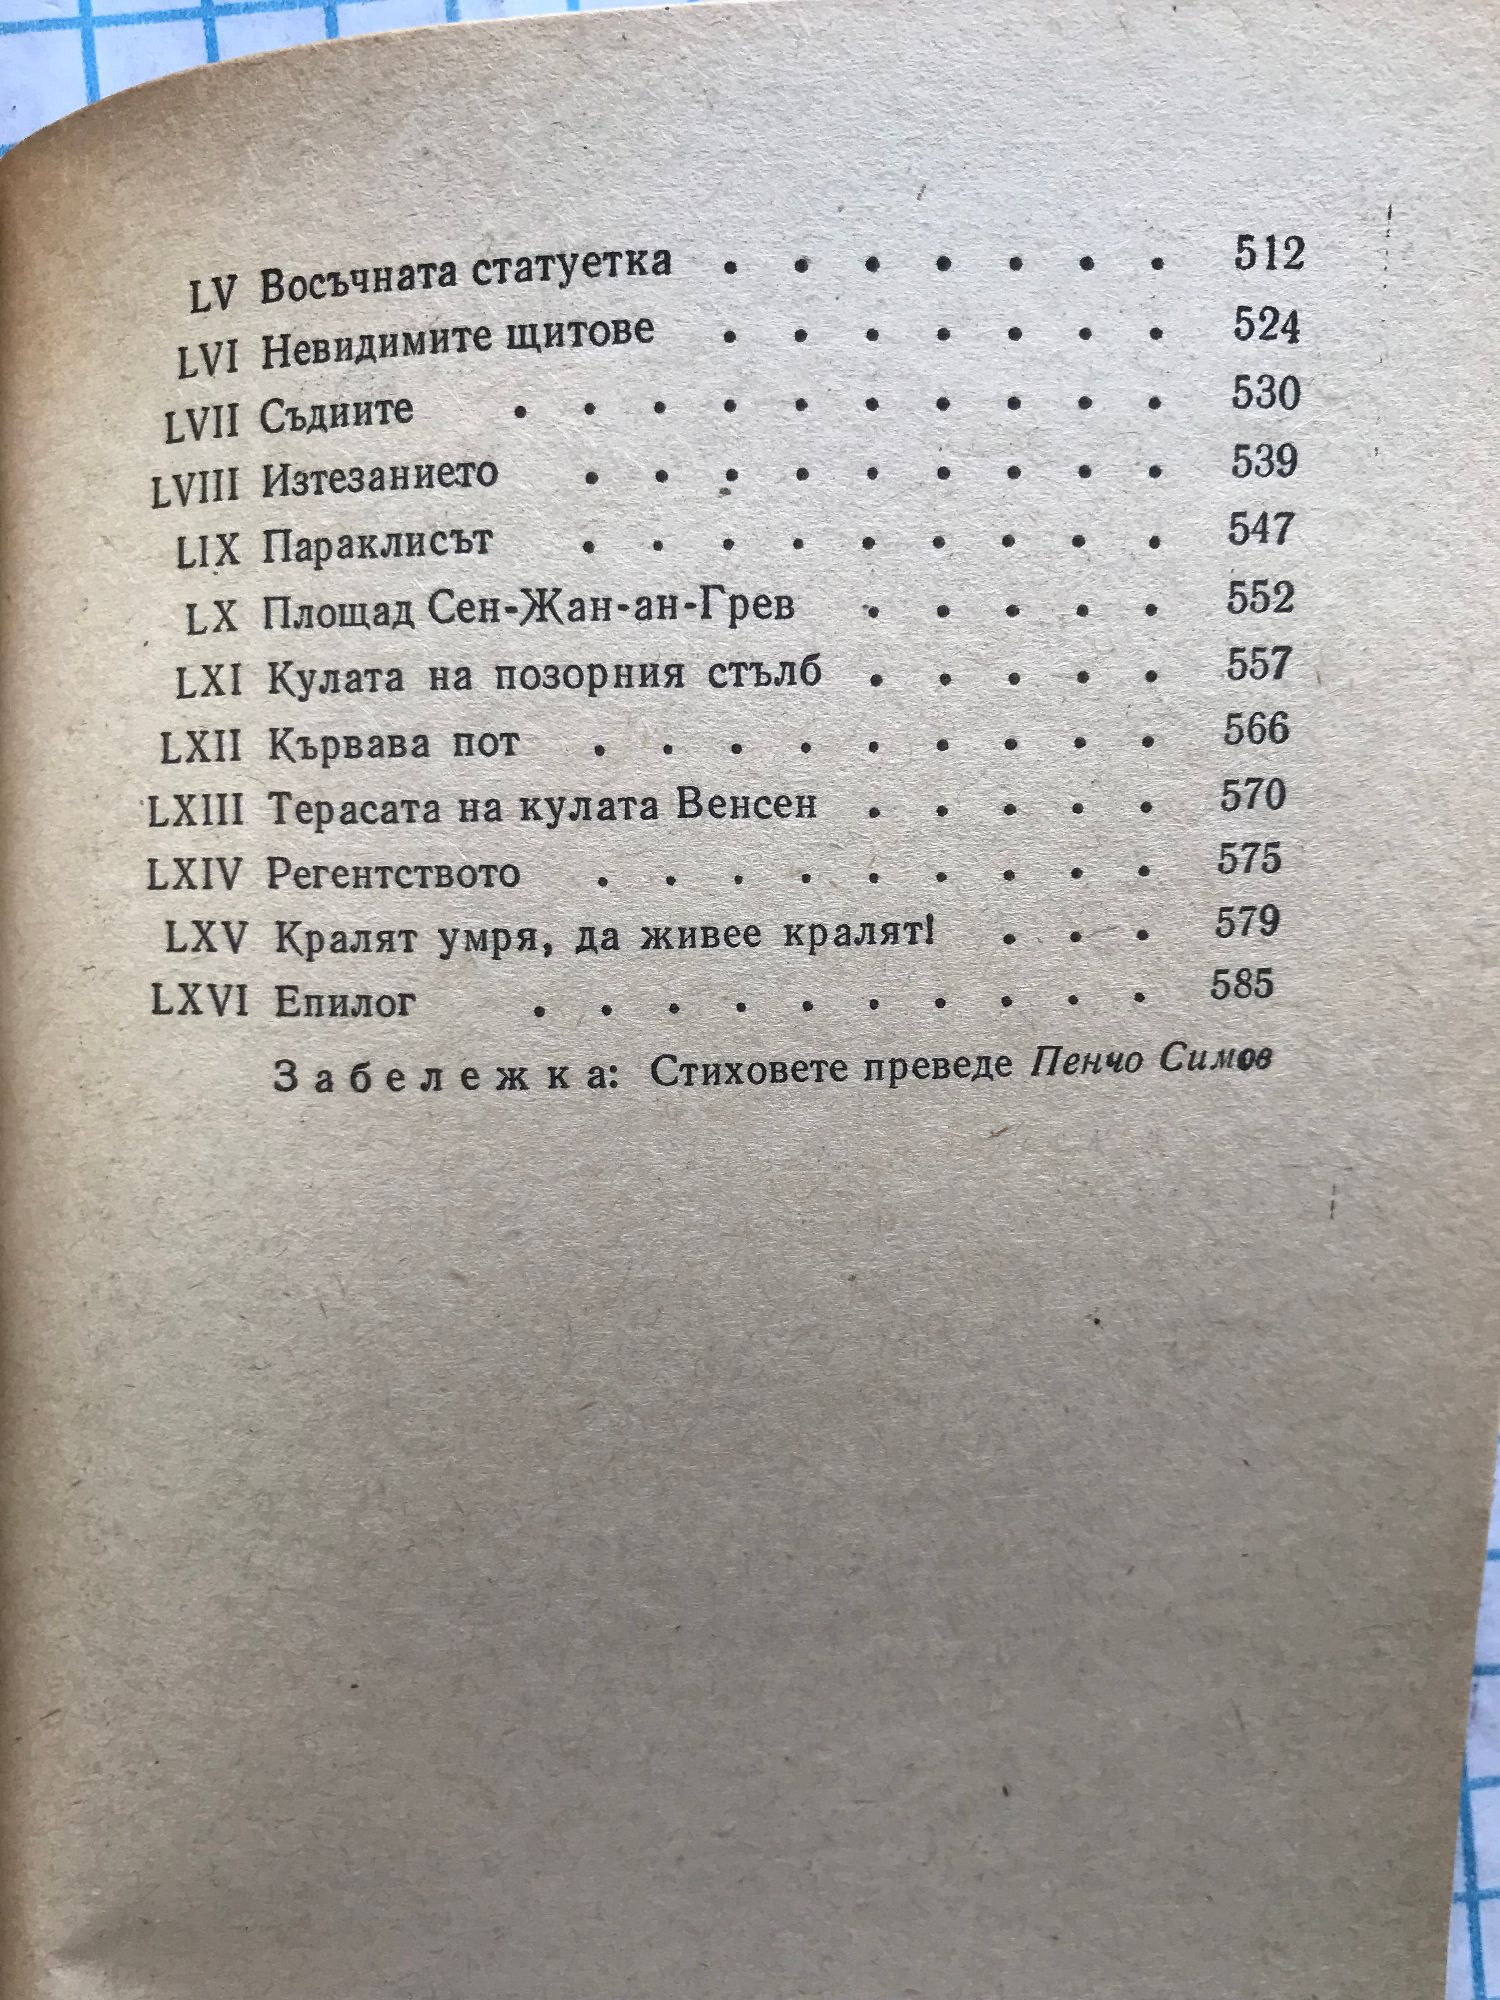 LV Восъчната статуетка . . . . . . . 512
LVI Невидимите щитове . . . . . . . 524
LVII Съдиите . . . . . . . . . . 530
LVIII Изтезанието . . . . . . . . . 539
LIX Параклисът . . . . . . . . . 547
LX Площад Сен-Жан-ан-Грев . . . . . 552
LXI Кулата на позорния стълб . . . . . 557
LXII Кървава пот . . . . . . . . . 566
LXIII Терасата на кулата Венсен . . . . . 570
LXIV Регентството . . . . . . . . . 575
LXV Кралят умря, да живее кралят! . . . 579
LXVI Епилог . . . . . . . . . . 585
Забележка: Стиховете преведе Пенчо Симов